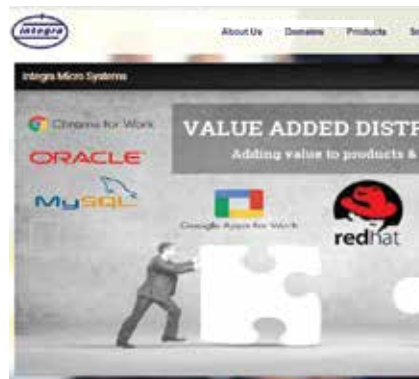 integra
About Us Domains Products
Integra Micro Systems
Chrome for Work
VALUE ADDED DISTR
ORACLE
Adding value to products &
MySQL
Google Apps for Work
redhat